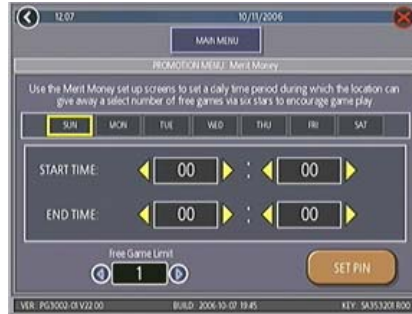 12:07 10/11/2006
MAIN MENU
PROMOTION MENU: Merit Money
Use the Merit Money set up screens to set a daily time period during which the location can
give away a select number of free games via six stars to encourage game play
SUN MON TUE WED THU FRI SAT
START TIME: 00 : 00
END TIME: 00 : 00
Free Game Limit
1
SET PIN
VER: PG3002-01 V22.00 BUILD: 2006-10-07 19:45 KEY: SA353201 R00